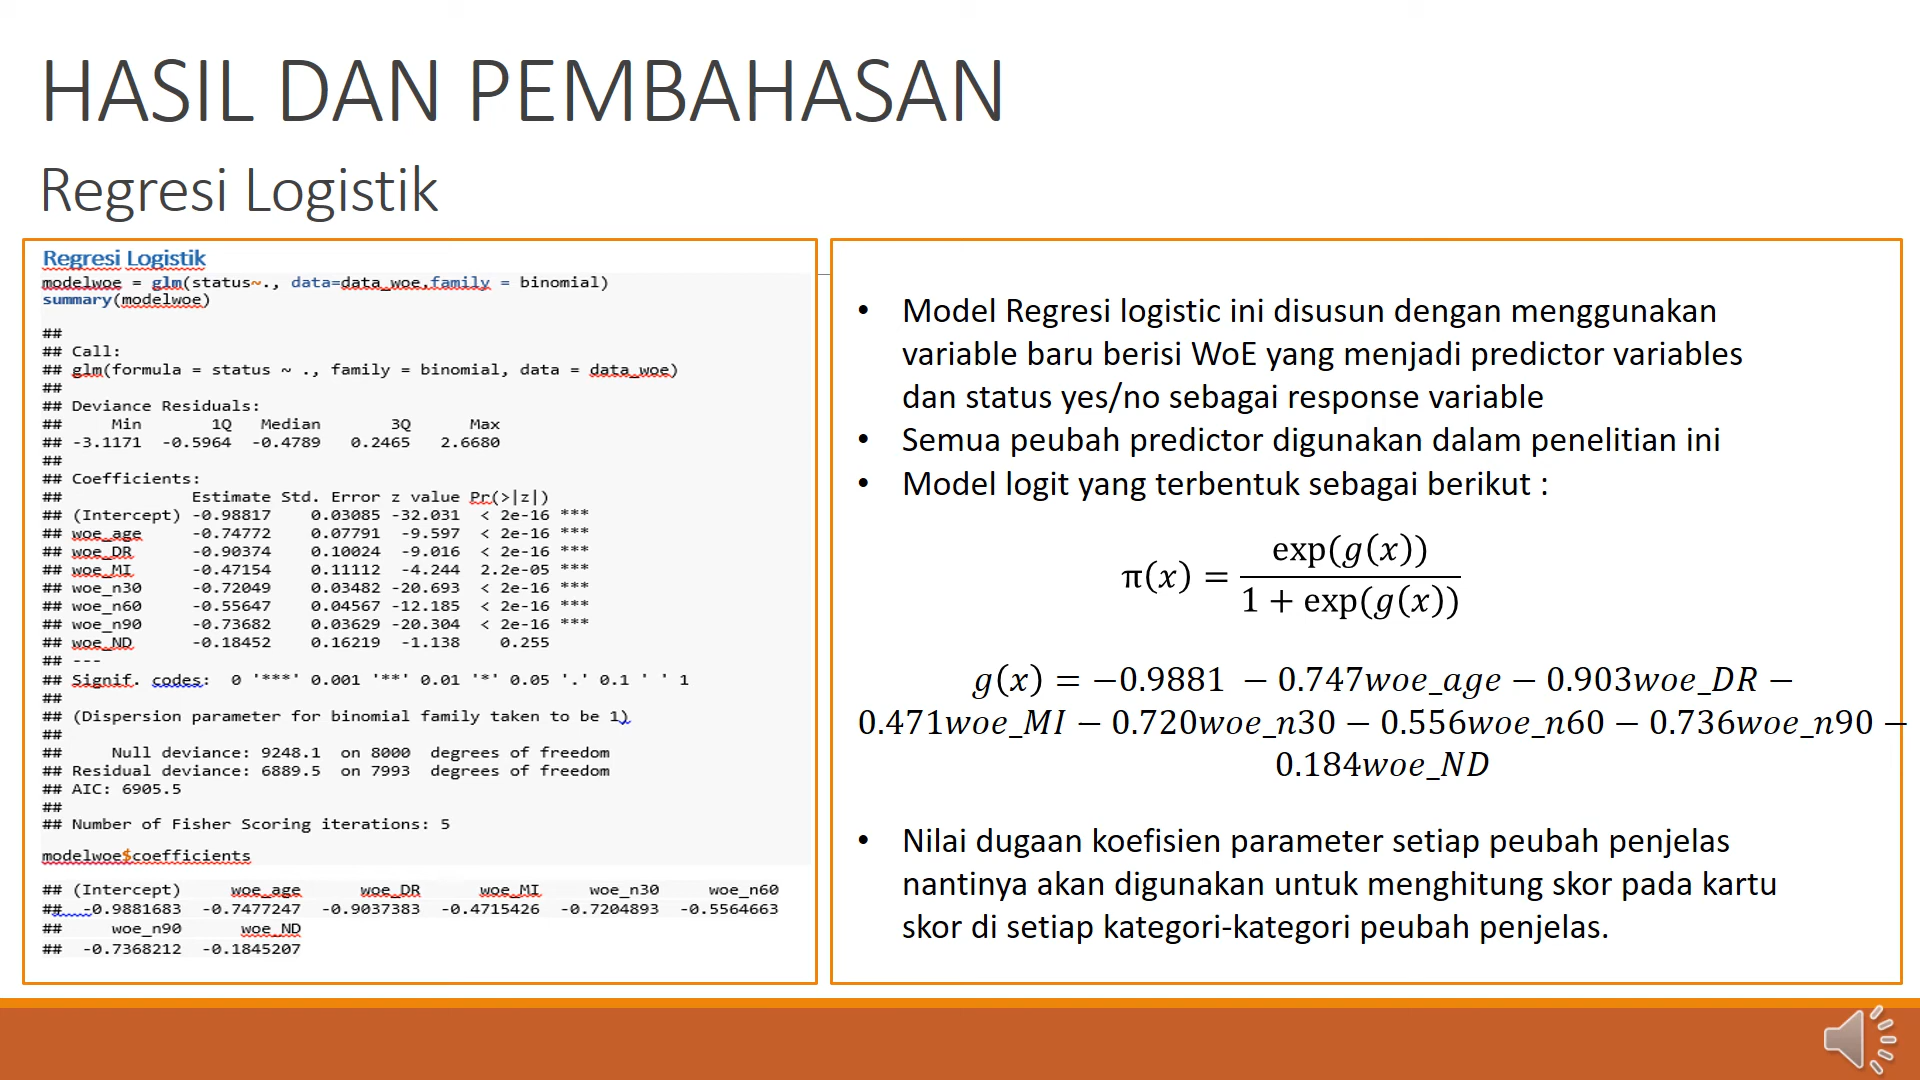 HASIL DAN PEMBAHASAN
Regresi Logistik
Regresi Logistik
modelwoe = glm(status~., data=data_woe,family = binomial)
summary(modelwoe)
##
## Call:
## glm(formula = status ~ ., family = binomial, data = data_woe)
##
## Deviance Residuals:
##     Min       1Q   Median       3Q      Max
## -3.1171  -0.5964  -0.4789   0.2465   2.6680
##
## Coefficients:
##             Estimate Std. Error z value Pr(>|z|)
## (Intercept) -0.98817    0.03085 -32.031  < 2e-16 ***
## woe_age     -0.74772    0.07791  -9.597  < 2e-16 ***
## woe_DR      -0.90374    0.10024  -9.016  < 2e-16 ***
## woe_MI      -0.47154    0.11112  -4.244  2.2e-05 ***
## woe_n30     -0.72049    0.03482 -20.693  < 2e-16 ***
## woe_n60     -0.55647    0.04567 -12.185  < 2e-16 ***
## woe_n90     -0.73682    0.03629 -20.304  < 2e-16 ***
## woe_ND      -0.18452    0.16219  -1.138    0.255
## ---
## Signif. codes:  0 '***' 0.001 '**' 0.01 '*' 0.05 '.' 0.1 ' ' 1
##
## (Dispersion parameter for binomial family taken to be 1)
##
##     Null deviance: 9248.1  on 8000  degrees of freedom
## Residual deviance: 6889.5  on 7993  degrees of freedom
## AIC: 6905.5
##
## Number of Fisher Scoring iterations: 5
modelwoe$coefficients
## (Intercept)     woe_age      woe_DR      woe_MI     woe_n30     woe_n60
##  -0.9881683  -0.7477247  -0.9037383  -0.4715426  -0.7204893  -0.5564663
##     woe_n90      woe_ND
##  -0.7368212  -0.1845207
• Model Regresi logistic ini disusun dengan menggunakan
variable baru berisi WoE yang menjadi predictor variables
dan status yes/no sebagai response variable
• Semua peubah predictor digunakan dalam penelitian ini
• Model logit yang terbentuk sebagai berikut :
π(x) = exp(g(x)) / 1 + exp(g(x))
g(x) = −0.9881 − 0.747woe_age − 0.903woe_DR −
0.471woe_MI − 0.720woe_n30 − 0.556woe_n60 − 0.736woe_n90 −
0.184woe_ND
• Nilai dugaan koefisien parameter setiap peubah penjelas
nantinya akan digunakan untuk menghitung skor pada kartu
skor di setiap kategori-kategori peubah penjelas.